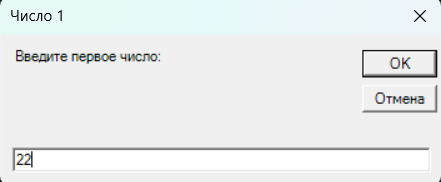 Число 1
Введите первое число:
OK
Отмена
22